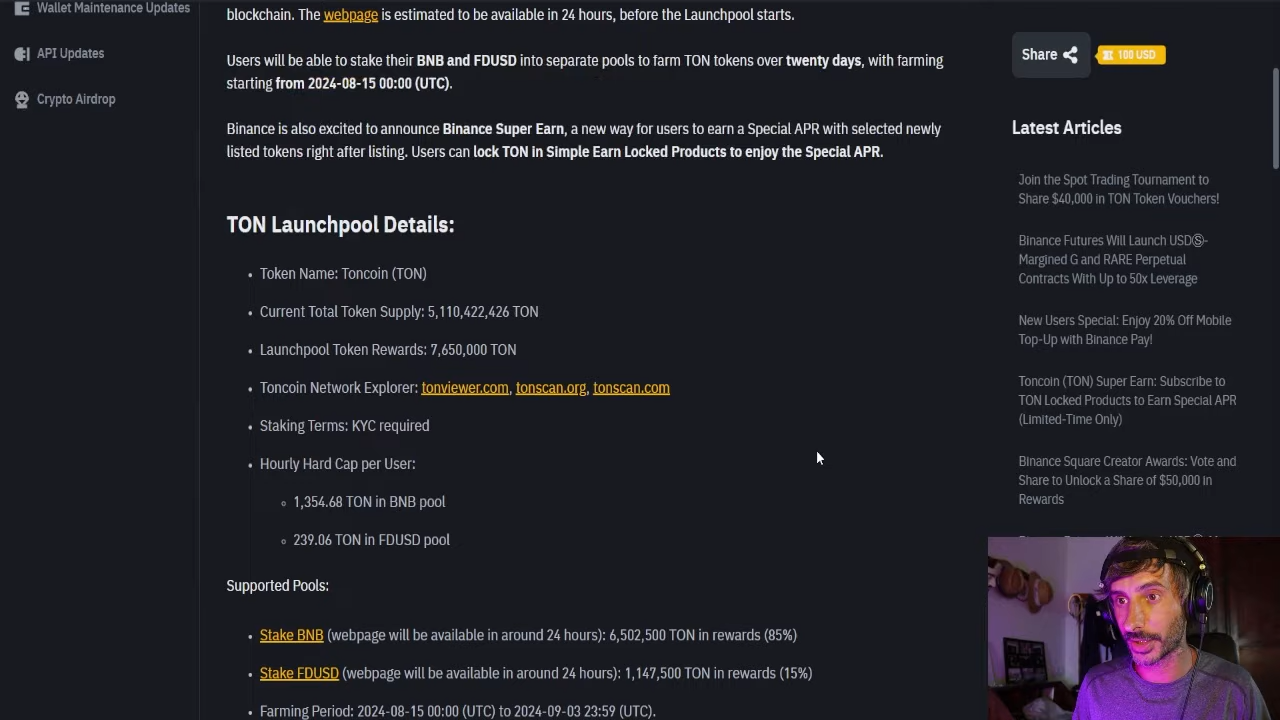 Wallet Maintenance Updates
API Updates
Crypto Airdrop
blockchain. The webpage is estimated to be available in 24 hours, before the Launchpool starts.
Users will be able to stake their BNB and FDUSD into separate pools to farm TON tokens over twenty days, with farming
starting from 2024-08-15 00:00 (UTC).
Binance is also excited to announce Binance Super Earn, a new way for users to earn a Special APR with selected newly
listed tokens right after listing. Users can lock TON in Simple Earn Locked Products to enjoy the Special APR.
TON Launchpool Details:
• Token Name: Toncoin (TON)
• Current Total Token Supply: 5,110,422,426 TON
• Launchpool Token Rewards: 7,650,000 TON
• Toncoin Network Explorer: tonviewer.com, tonscan.org, tonscan.com
• Staking Terms: KYC required
• Hourly Hard Cap per User:
◦ 1,354.68 TON in BNB pool
◦ 239.06 TON in FDUSD pool
Supported Pools:
• Stake BNB (webpage will be available in around 24 hours): 6,502,500 TON in rewards (85%)
• Stake FDUSD (webpage will be available in around 24 hours): 1,147,500 TON in rewards (15%)
• Farming Period: 2024-08-15 00:00 (UTC) to 2024-09-03 23:59 (UTC).
Share
100 USD
Latest Articles
Join the Spot Trading Tournament to
Share $40,000 in TON Token Vouchers!
Binance Futures Will Launch USDⓈ-
Margined G and RARE Perpetual
Contracts With Up to 50x Leverage
New Users Special: Enjoy 20% Off Mobile
Top-Up with Binance Pay!
Toncoin (TON) Super Earn: Subscribe to
TON Locked Products to Earn Special APR
(Limited-Time Only)
Binance Square Creator Awards: Vote and
Share to Unlock a Share of $50,000 in
Rewards